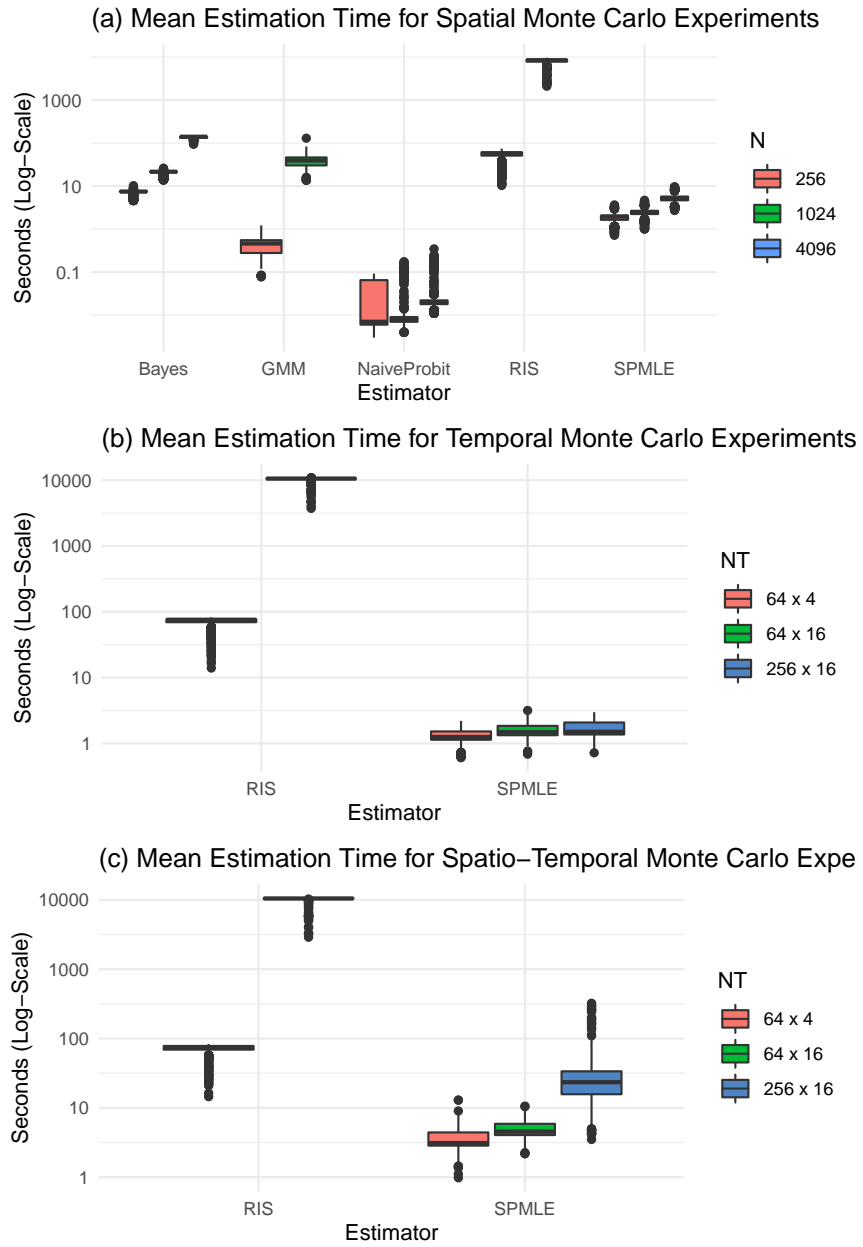 (a) Mean Estimation Time for Spatial Monte Carlo Experiments
Seconds (Log−Scale)
1000
10
0.1
Bayes
GMM
NaiveProbit
RIS
SPMLE
Estimator
N
256
1024
4096
(b) Mean Estimation Time for Temporal Monte Carlo Experiments
Seconds (Log−Scale)
10000
1000
100
10
1
RIS
SPMLE
Estimator
NT
64 x 4
64 x 16
256 x 16
(c) Mean Estimation Time for Spatio−Temporal Monte Carlo Expe
Seconds (Log−Scale)
10000
1000
100
10
1
RIS
SPMLE
Estimator
NT
64 x 4
64 x 16
256 x 16